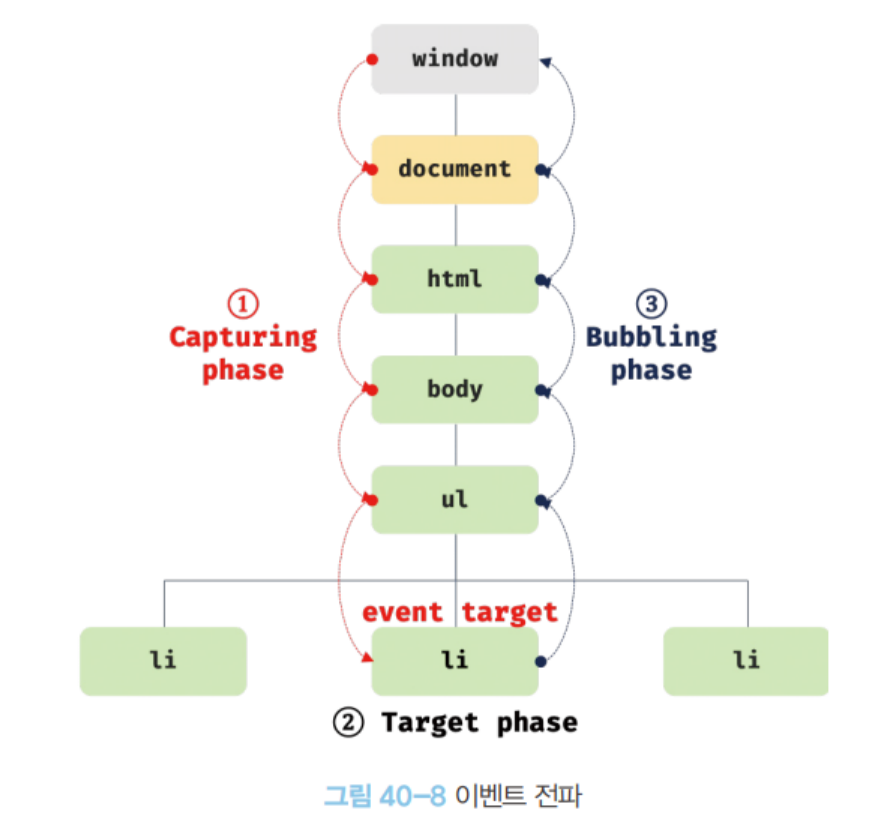 window
document
html
①
Capturing
phase
③
Bubbling
phase
body
ul
event target
li
li
li
② Target phase
그림 40-8 이벤트 전파